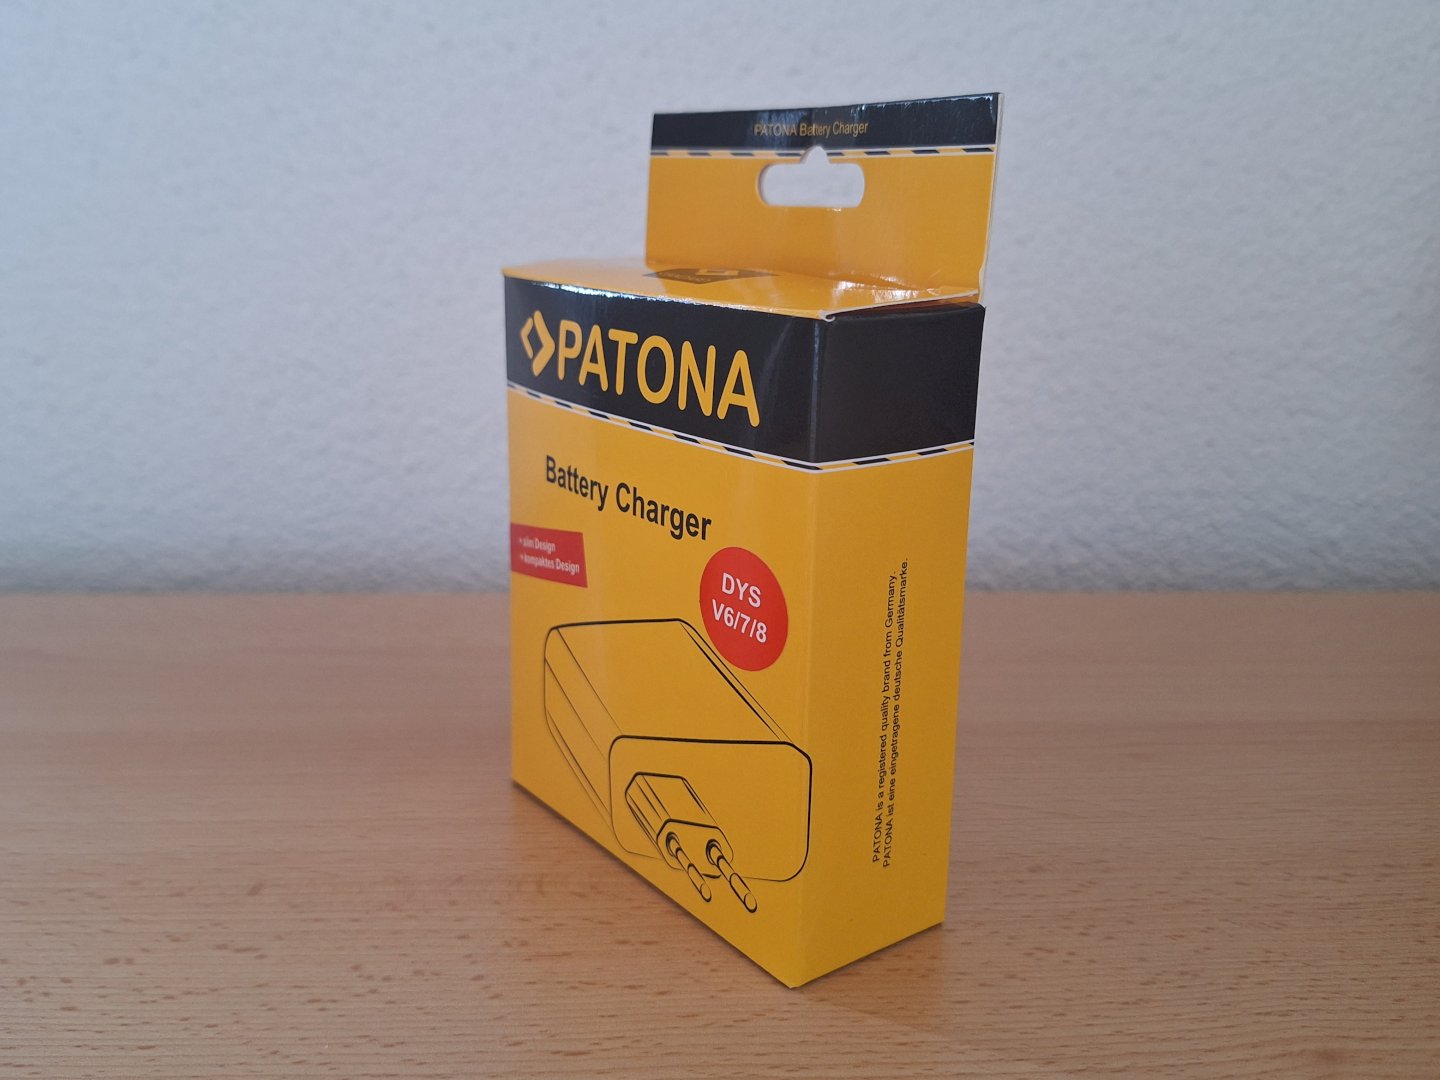 PATONA Battery Charger
PATONA
Battery Charger
+ slim Design
+ kompaktes Design
DYS
V6/7/8
PATONA is a registered quality brand from Germany.
PATONA ist eine eingetragene deutsche Qualitätsmarke.